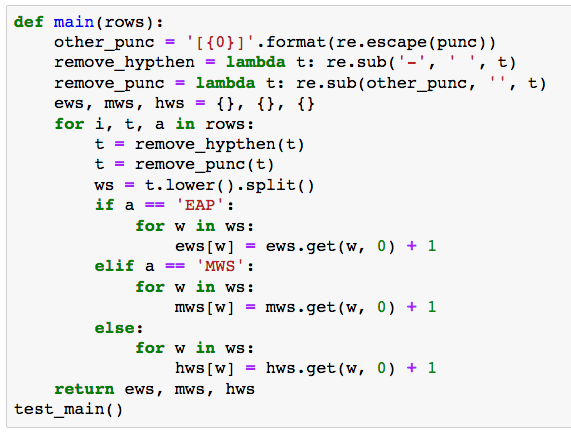 def main(rows):
    other_punc = '[{0}]'.format(re.escape(punc))
    remove_hypthen = lambda t: re.sub('-', ' ', t)
    remove_punc = lambda t: re.sub(other_punc, '', t)
    ews, mws, hws = {}, {}, {}
    for i, t, a in rows:
        t = remove_hypthen(t)
        t = remove_punc(t)
        ws = t.lower().split()
        if a == 'EAP':
            for w in ws:
                ews[w] = ews.get(w, 0) + 1
        elif a == 'MWS':
            for w in ws:
                mws[w] = mws.get(w, 0) + 1
        else:
            for w in ws:
                hws[w] = hws.get(w, 0) + 1
    return ews, mws, hws
test_main()